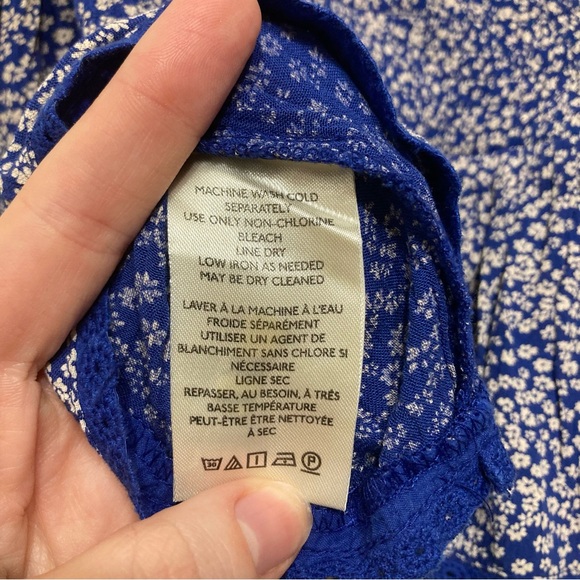 MACHINE WASH COLD
SEPARATELY
USE ONLY NON-CHLORINE
BLEACH
LINE DRY
LOW IRON AS NEEDED
MAY BE DRY CLEANED
LAVER À LA MACHINE À L'EAU
FROIDE SÉPARÉMENT
UTILISER UN AGENT DE
BLANCHIMENT SANS CHLORE SI
NÉCESSAIRE
LIGNE SEC
REPASSER, AU BESOIN, À TRÈS
BASSE TEMPÉRATURE
PEUT-ÊTRE ÊTRE NETTOYÉE
À SEC
30 P